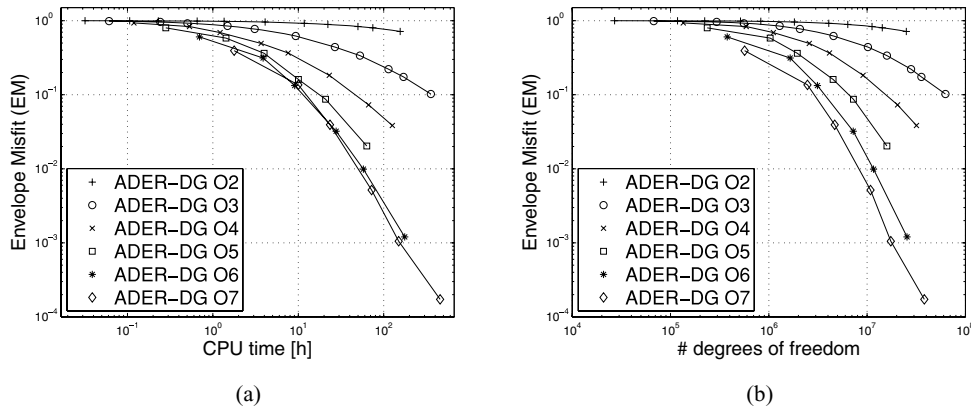 10⁰
10⁻¹
10⁻²
10⁻³
10⁻⁴
Envelope Misfit (EM)
ADER−DG O2
ADER−DG O3
ADER−DG O4
ADER−DG O5
ADER−DG O6
ADER−DG O7
10⁻¹ 10⁰ 10¹ 10²
CPU time [h]
(a)
10⁰
10⁻¹
10⁻²
10⁻³
10⁻⁴
Envelope Misfit (EM)
ADER−DG O2
ADER−DG O3
ADER−DG O4
ADER−DG O5
ADER−DG O6
ADER−DG O7
10⁴ 10⁵ 10⁶ 10⁷ 10⁸
# degrees of freedom
(b)